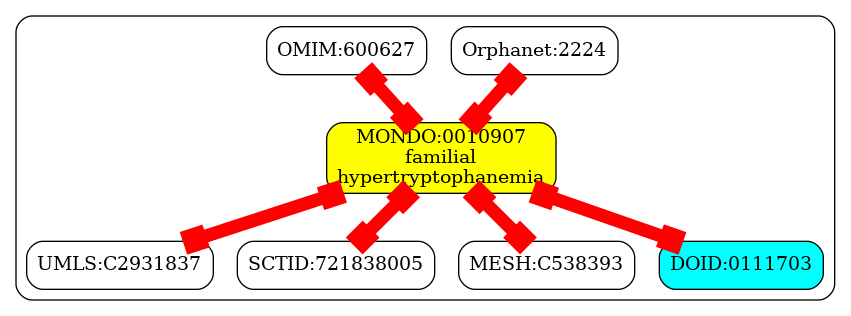 OMIM:600627
Orphanet:2224
MONDO:0010907
familial
hypertryptophanemia
UMLS:C2931837
SCTID:721838005
MESH:C538393
DOID:0111703